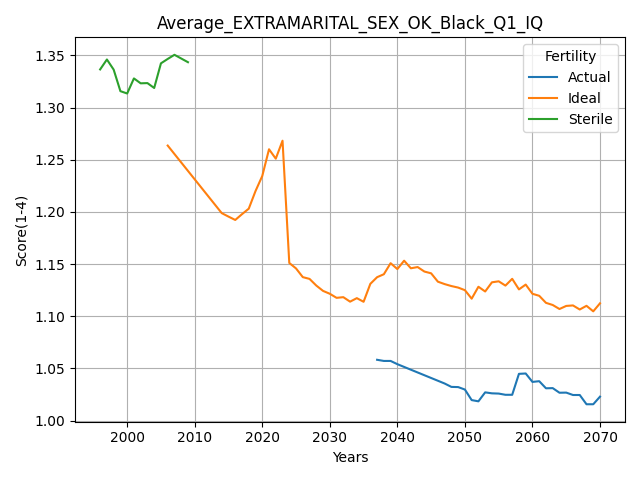 Average_EXTRAMARITAL_SEX_OK_Black_Q1_IQ
Fertility
Actual
Ideal
Sterile
Score(1-4)
1.35
1.30
1.25
1.20
1.15
1.10
1.05
1.00
2000 2010 2020 2030 2040 2050 2060 2070
Years